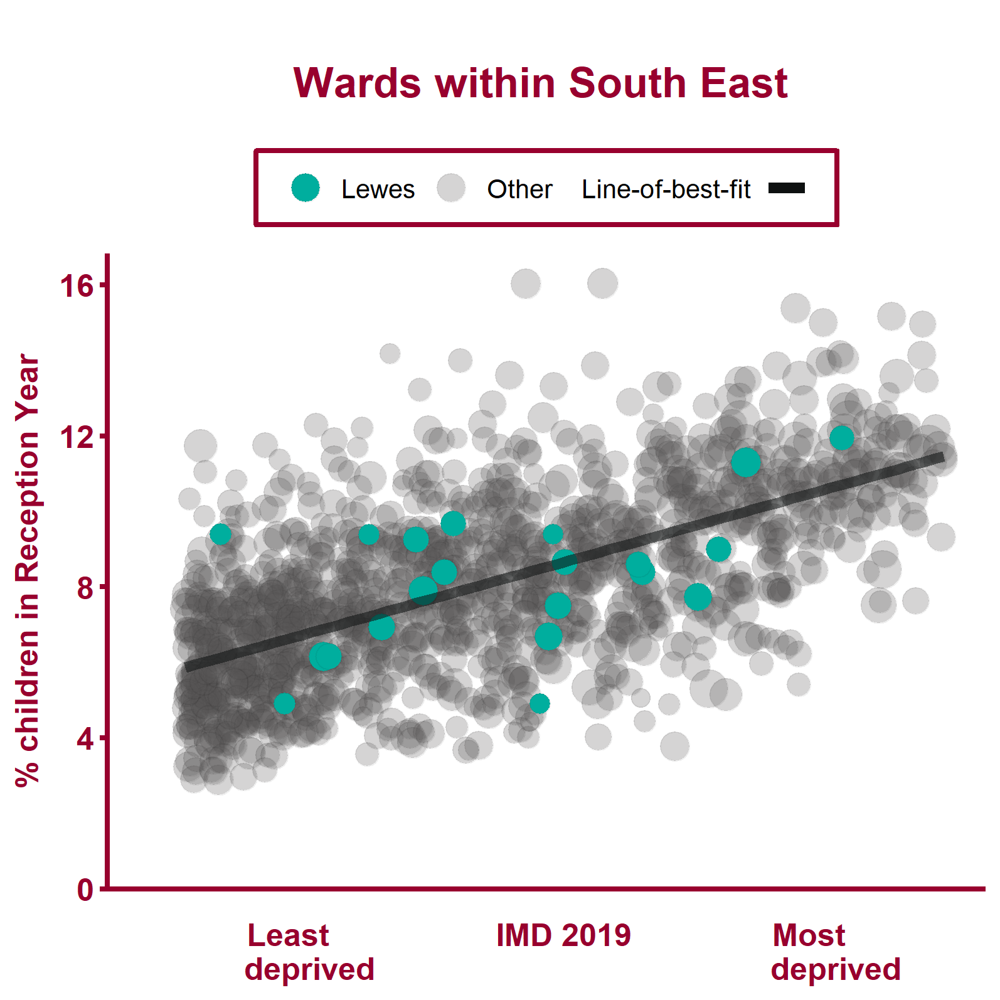 Wards within South East
Lewes Other Line-of-best-fit
% children in Reception Year
16
12
8
4
0
Least deprived
IMD 2019
Most deprived